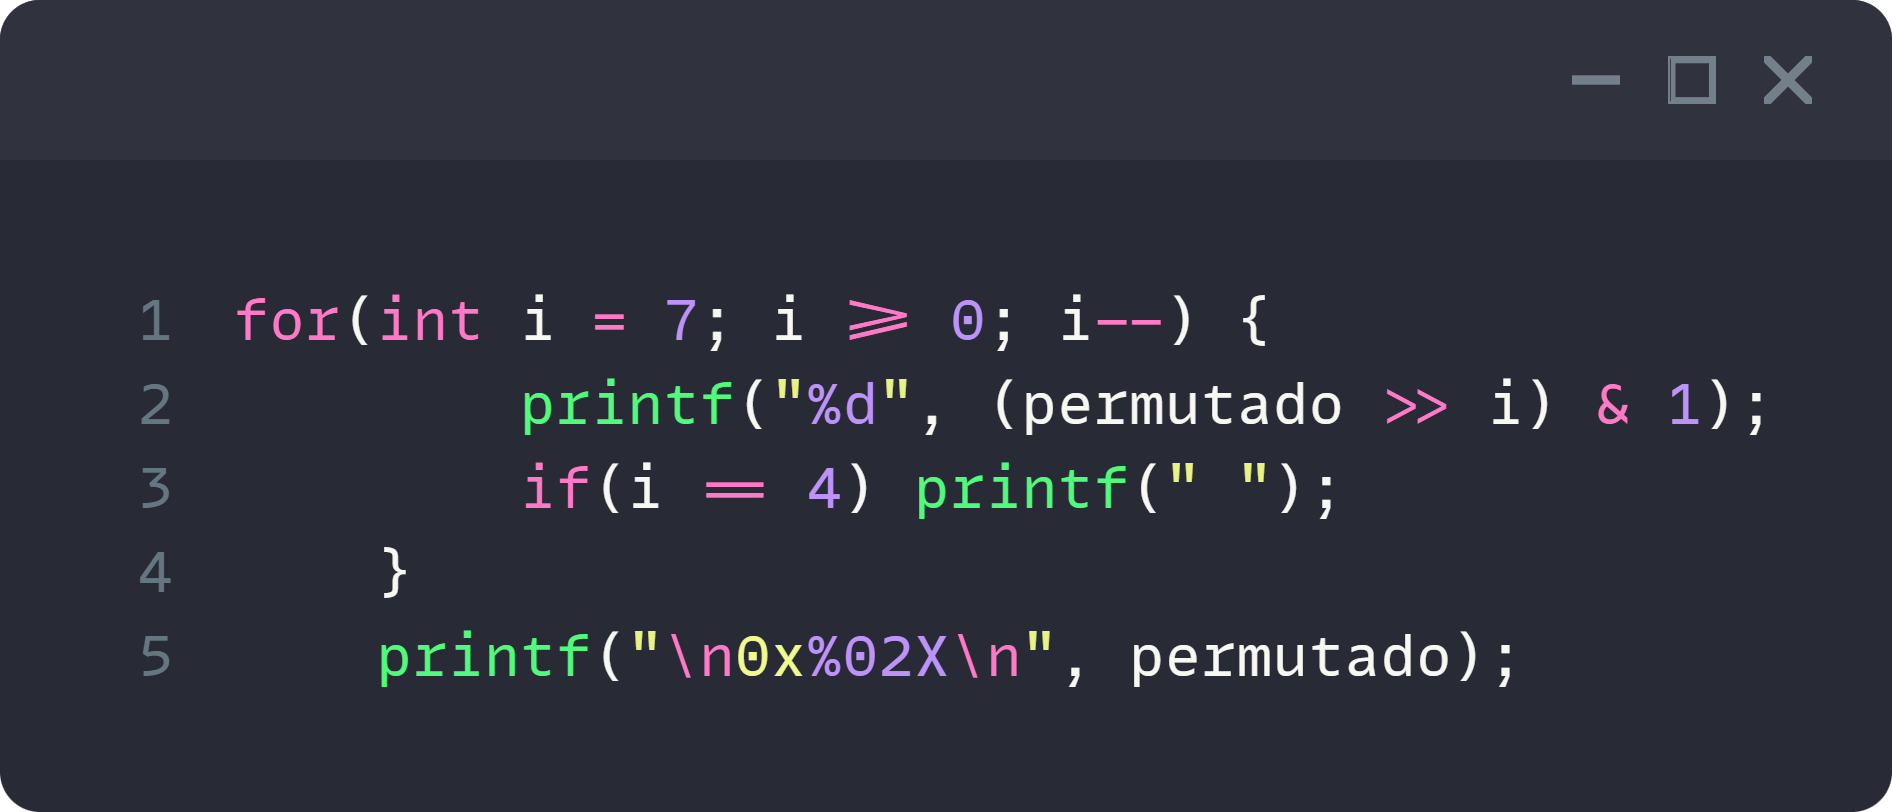 1 for(int i = 7; i >= 0; i--) {
2         printf("%d", (permutado >> i) & 1);
3         if(i == 4) printf(" ");
4     }
5     printf("\n0x%02X\n", permutado);